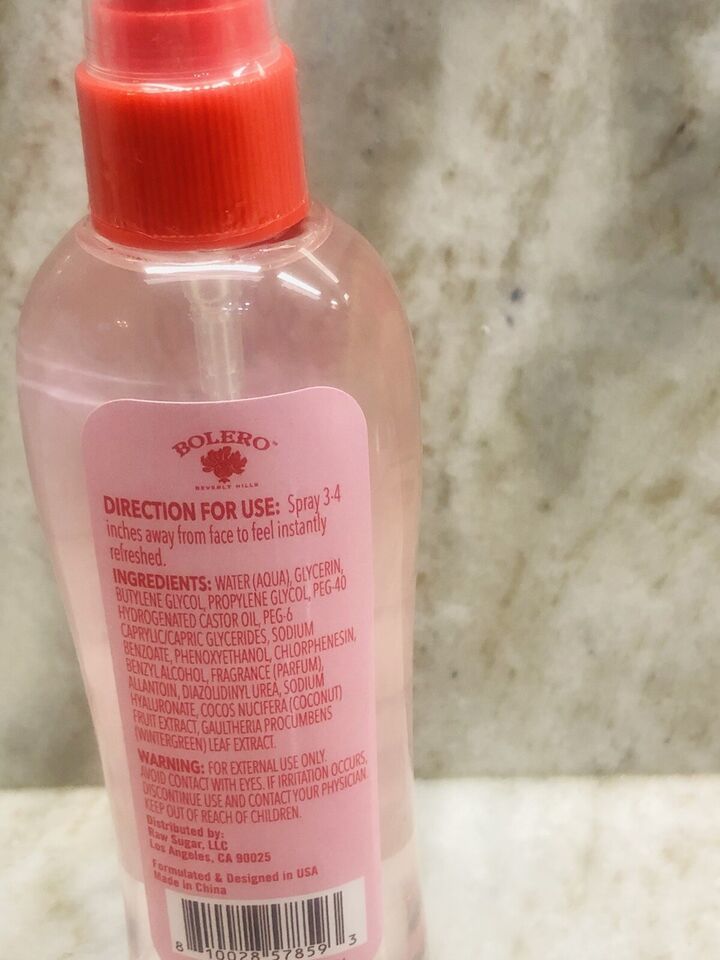 BOLERO™
BEVERLY HILLS
DIRECTION FOR USE: Spray 3-4
inches away from face to feel instantly
refreshed.
INGREDIENTS: WATER (AQUA), GLYCERIN,
BUTYLENE GLYCOL, PROPYLENE GLYCOL, PEG-40
HYDROGENATED CASTOR OIL, PEG-6
CAPRYLIC/CAPRIC GLYCERIDES, SODIUM
BENZOATE, PHENOXYETHANOL, CHLORPHENESIN,
BENZYL ALCOHOL, FRAGRANCE (PARFUM),
ALLANTOIN, DIAZOLIDINYL UREA, SODIUM
HYALURONATE, COCOS NUCIFERA (COCONUT)
FRUIT EXTRACT, GAULTHERIA PROCUMBENS
(WINTERGREEN) LEAF EXTRACT.
WARNING: FOR EXTERNAL USE ONLY.
AVOID CONTACT WITH EYES. IF IRRITATION OCCURS,
DISCONTINUE USE AND CONTACT YOUR PHYSICIAN.
KEEP OUT OF REACH OF CHILDREN.
Distributed by:
Raw Sugar, LLC
Los Angeles, CA 90025
Formulated & Designed in USA
Made in China
8 10028 57859 3